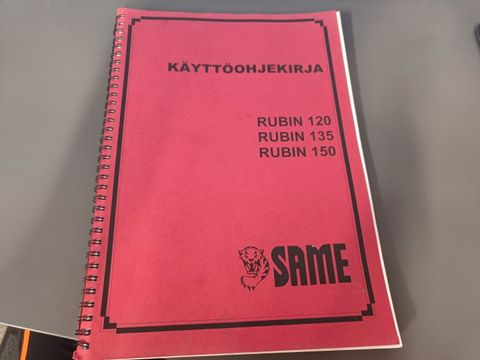 KÄYTTÖOHJEKIRJA
RUBIN 120
RUBIN 135
RUBIN 150
SAME